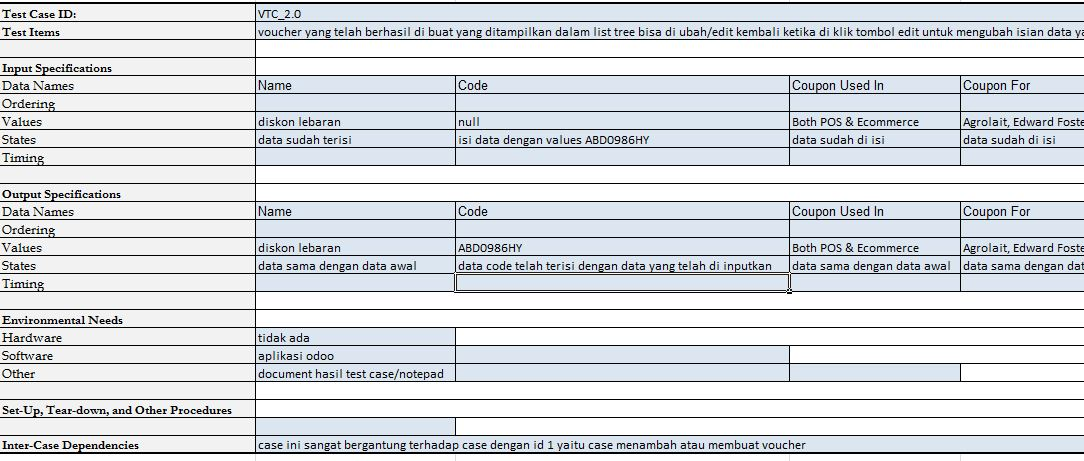 Test Case ID: VTC_2.0
Test Items voucher yang telah berhasil di buat yang ditampilkan dalam list tree bisa di ubah/edit kembali ketika di klik tombol edit untuk mengubah isian data
Input Specifications
Data Names Name Code Coupon Used In Coupon For
Ordering
Values diskon lebaran null Both POS & Ecommerce Agrolait, Edward Foste
States data sudah terisi isi data dengan values ABD0986HY data sudah di isi data sudah di isi
Timing
Output Specifications
Data Names Name Code Coupon Used In Coupon For
Ordering
Values diskon lebaran ABD0986HY Both POS & Ecommerce Agrolait, Edward Foste
States data sama dengan data awal data code telah terisi dengan data yang telah di inputkan data sama dengan data awal data sama dengan dat
Timing
Environmental Needs
Hardware tidak ada
Software aplikasi odoo
Other document hasil test case/notepad
Set-Up, Tear-down, and Other Procedures
Inter-Case Dependencies case ini sangat bergantung terhadap case dengan id 1 yaitu case menambah atau membuat voucher